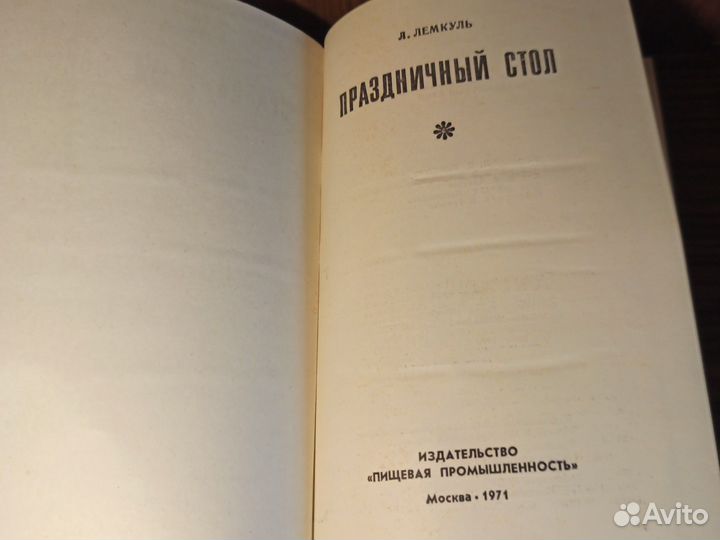 Л. ЛЕМКУЛЬ
ПРАЗДНИЧНЫЙ СТОЛ
ИЗДАТЕЛЬСТВО
«ПИЩЕВАЯ ПРОМЫШЛЕННОСТЬ»
Москва • 1971
Avito